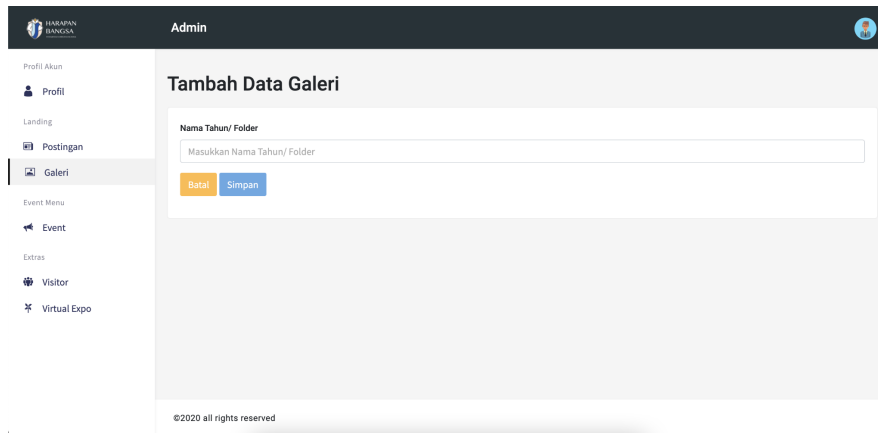 HARAPAN
BANGSA
Admin
Profil Akun
Profil
Landing
Postingan
Galeri
Event Menu
Event
Extras
Visitor
Virtual Expo
Tambah Data Galeri
Nama Tahun/ Folder
Masukkan Nama Tahun/ Folder
Batal Simpan
©2020 all rights reserved